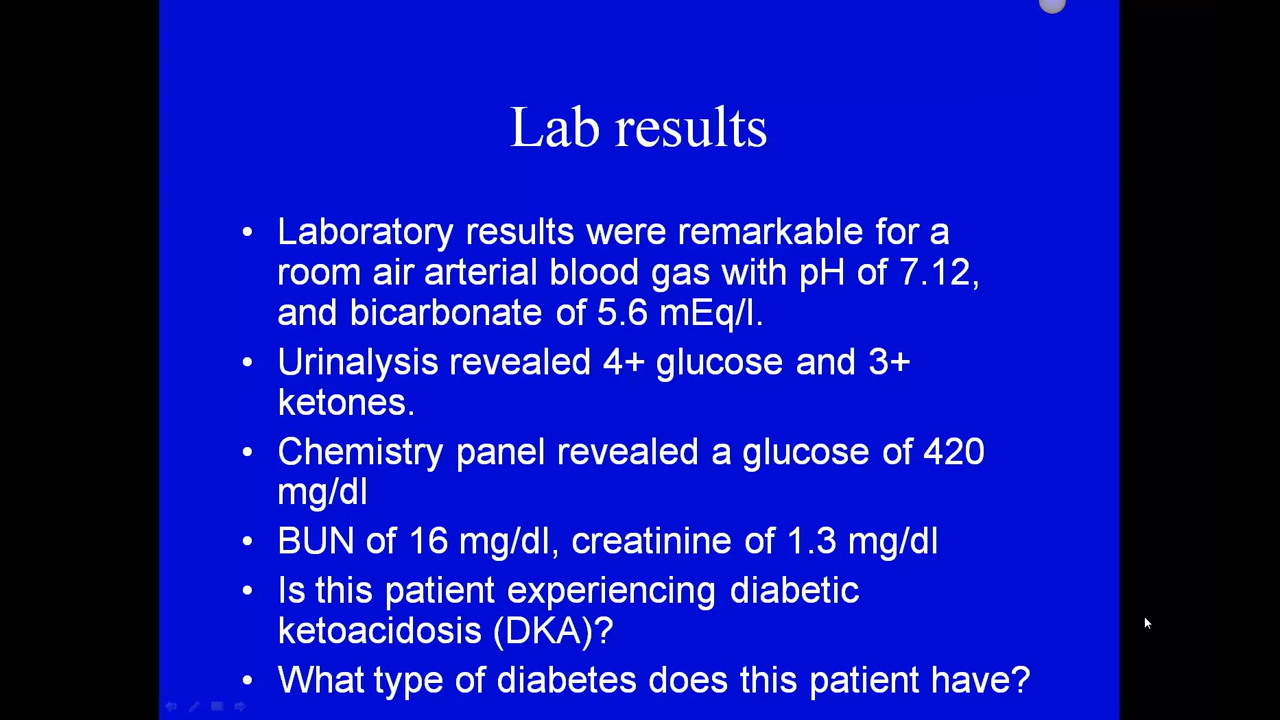 Lab results
• Laboratory results were remarkable for a
room air arterial blood gas with pH of 7.12,
and bicarbonate of 5.6 mEq/l.
• Urinalysis revealed 4+ glucose and 3+
ketones.
• Chemistry panel revealed a glucose of 420
mg/dl
• BUN of 16 mg/dl, creatinine of 1.3 mg/dl
• Is this patient experiencing diabetic
ketoacidosis (DKA)?
• What type of diabetes does this patient have?